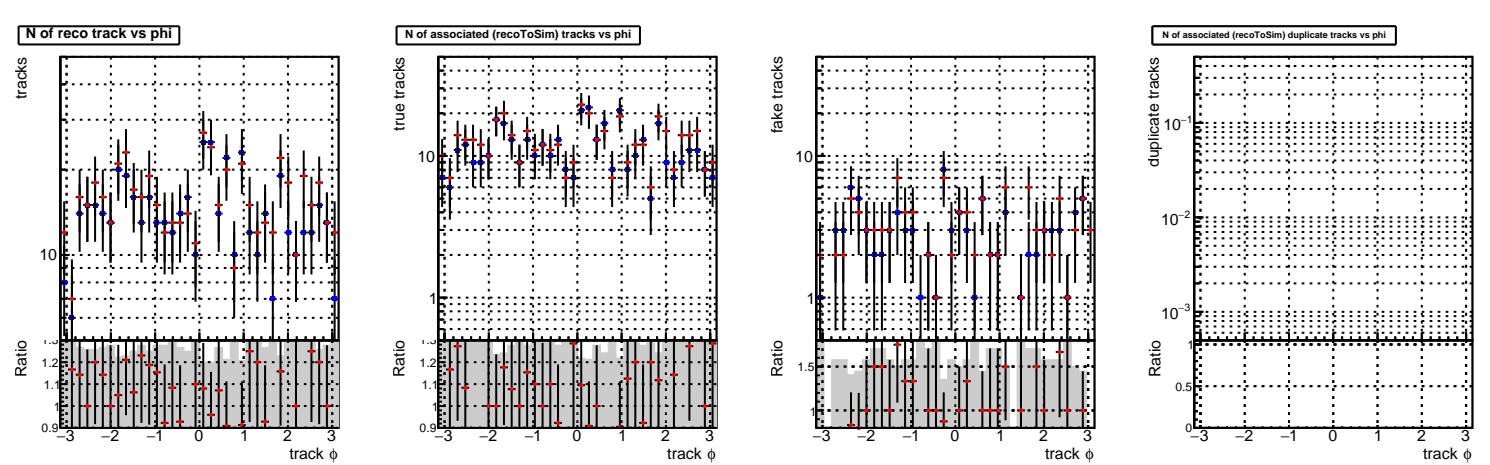 N of reco track vs phi
N of associated (recoToSim) tracks vs phi
N of associated (recoToSim) duplicate tracks vs phi
tracks
10
Ratio
1.3
1.2
1.1
1
0.9
−3 −2 −1 0 1 2 3
track ϕ
true tracks
10
1
Ratio
1.3
1.2
1.1
1
0.9
−3 −2 −1 0 1 2 3
track ϕ
fake tracks
10
1
Ratio
1.5
1
−3 −2 −1 0 1 2 3
track ϕ
duplicate tracks
10−1
10−2
10−3
Ratio
1
0.5
0
−3 −2 −1 0 1 2 3
track ϕ